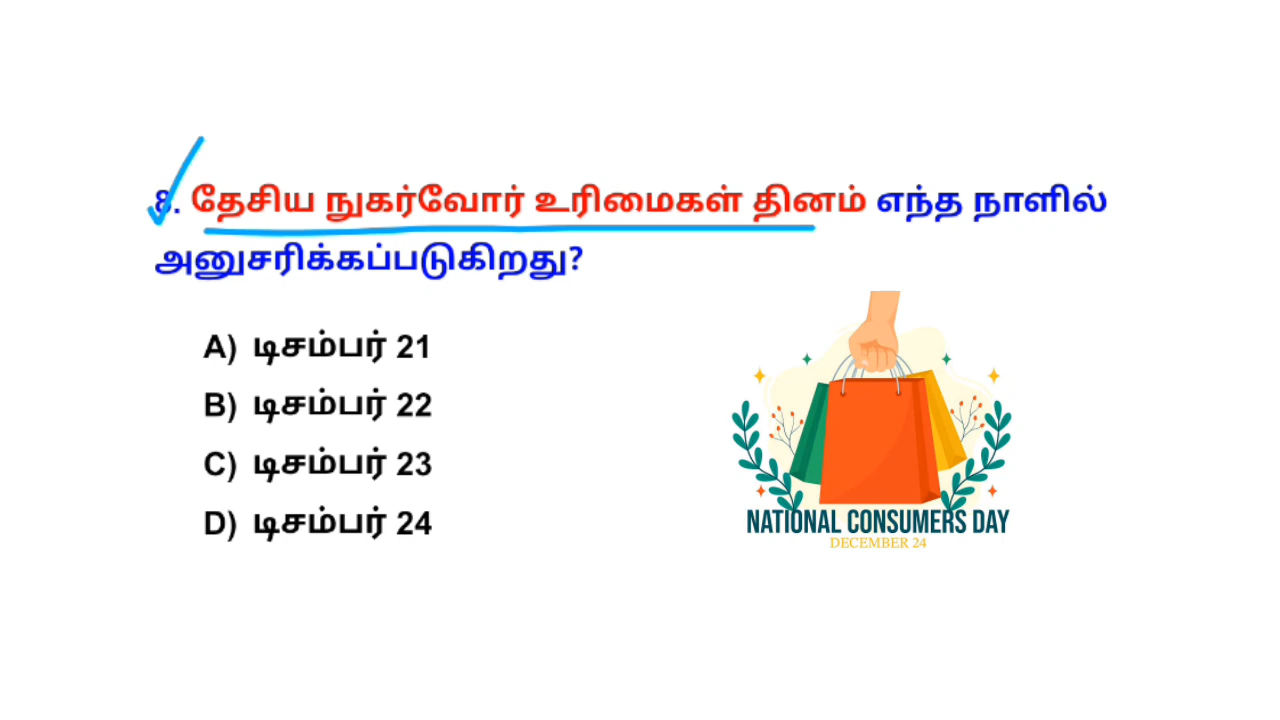 8. தேசிய நுகர்வோர் உரிமைகள் தினம் எந்த நாளில்
அனுசரிக்கப்படுகிறது?
A) டிசம்பர் 21
B) டிசம்பர் 22
C) டிசம்பர் 23
D) டிசம்பர் 24
NATIONAL CONSUMERS DAY
DECEMBER 24